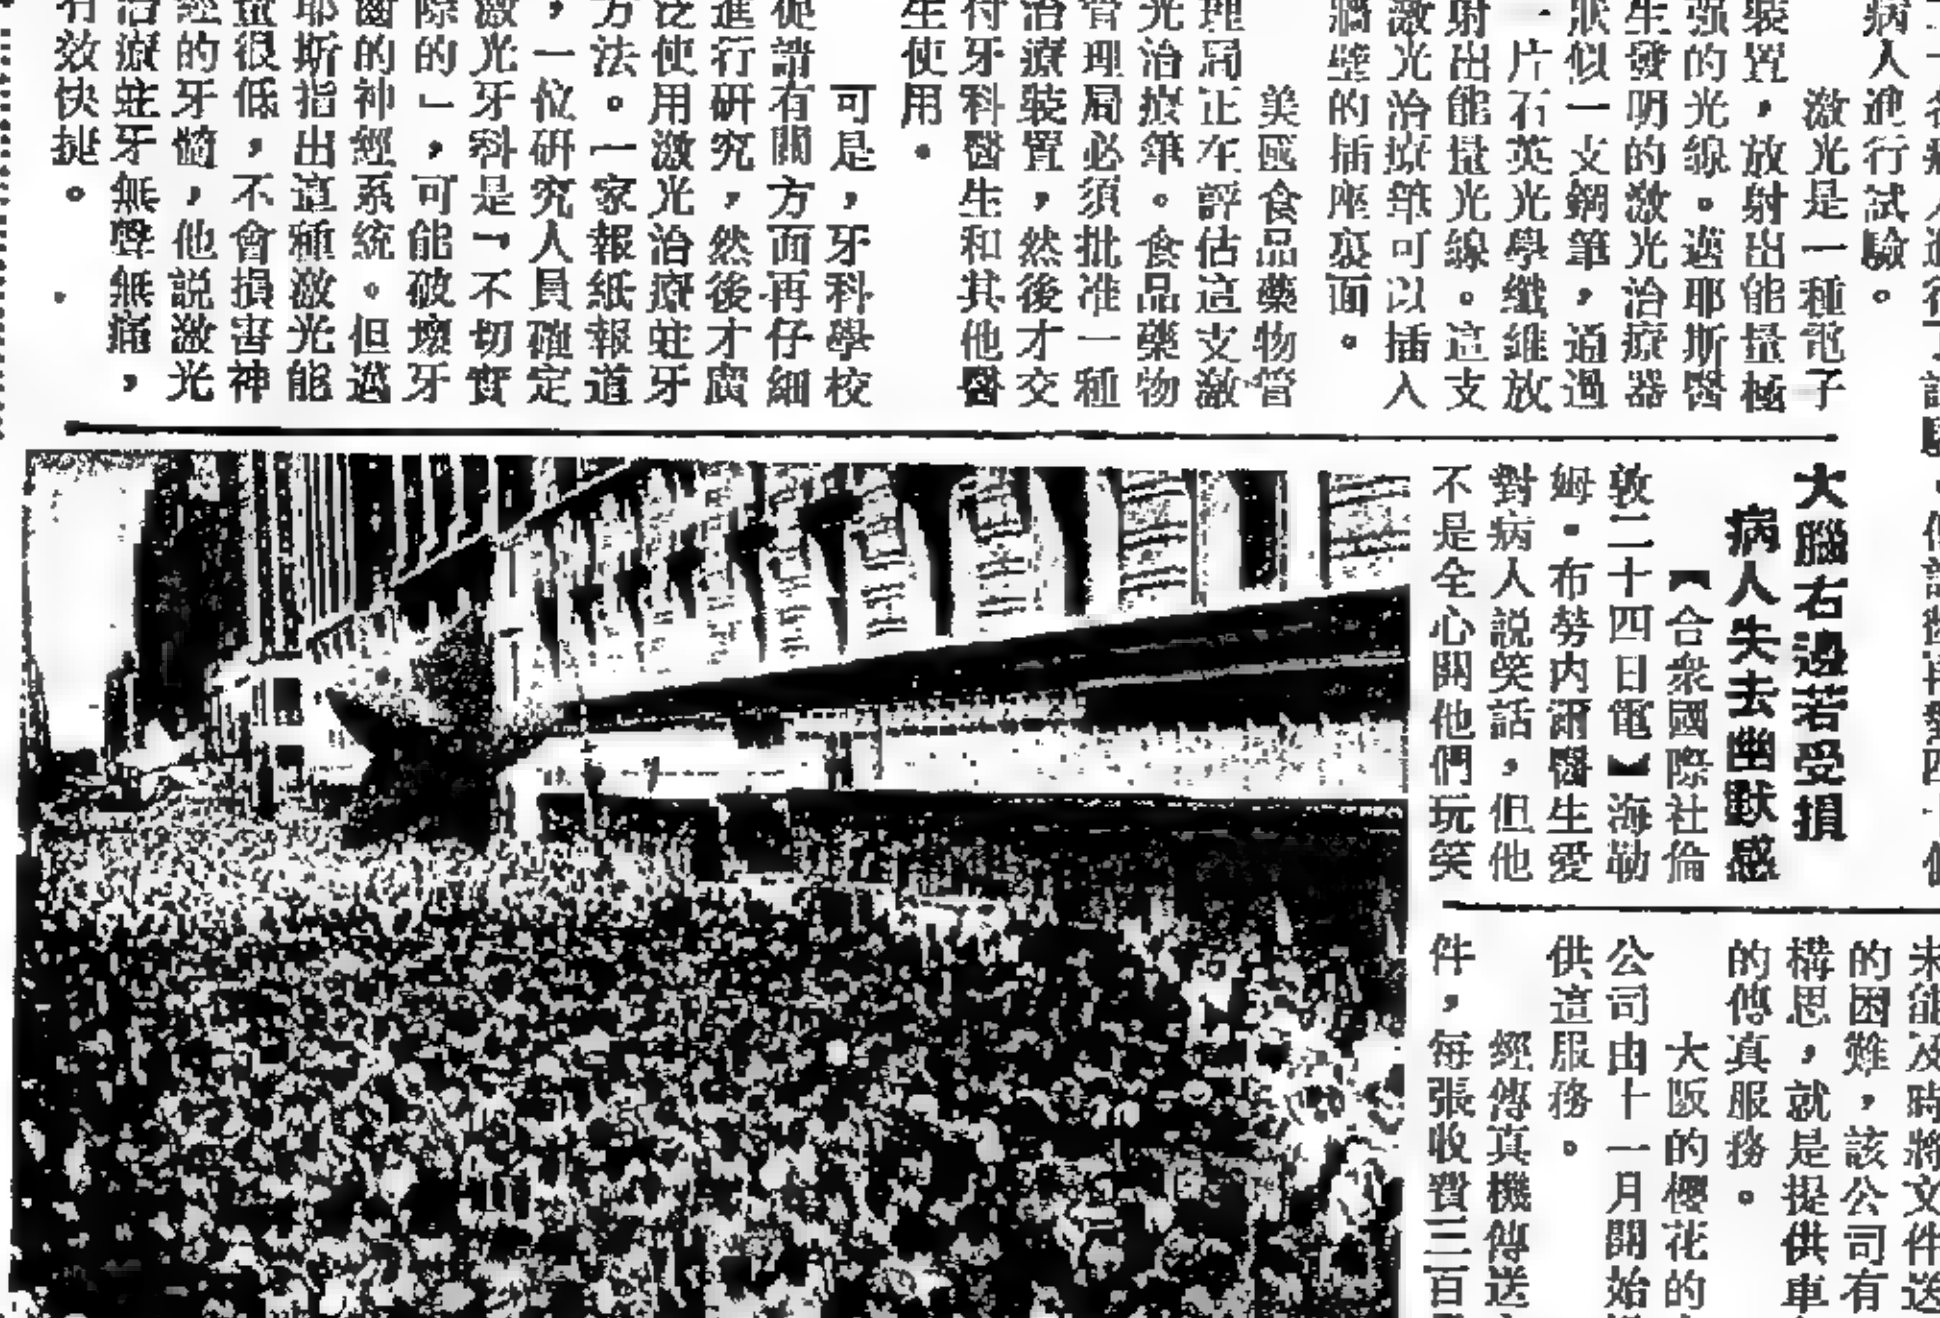 病人進行試驗。
激光是一種電子
裝置，放射出能量極
强的光線。邁耶斯醫
生發明的激光治療器
狀似一支鋼筆，通過
一片石英光學纖維放
射出能量光線。這支
激光治療筆可以插入
牆壁的插座裏面。
美國食品藥物管
理局正在評估這支激
光治療筆。食品藥物
管理局必須批准一種
治療裝置，然後才交
付牙科醫生和其他醫
生使用。
可是，牙科學校
促請有關方面再仔細
進行研究，然後才廣
泛使用激光治療蛀牙
方法。一家報紙報道
，一位研究人員確定
激光牙科是「不切實
際的」，可能破壞牙
齒的神經系統。但邁
耶斯指出這種激光能
量很低，不會損害神
經的牙髓，他説激光
治療蛀牙無聲無痛，
有效快捷。
大腦右邊若受損
病人失去幽默感
【合衆國際社倫
敦二十四日電】海勒
姆·布勞内爾醫生愛
對病人説笑話，但他
不是全心關他們玩笑
未能及時將文件送
的困難，該公司有
構思，就是提供車
的傳真服務。
大阪的櫻花的
公司由十一月開始
供這服務。
經傳真機傳送
件，每張收費三百